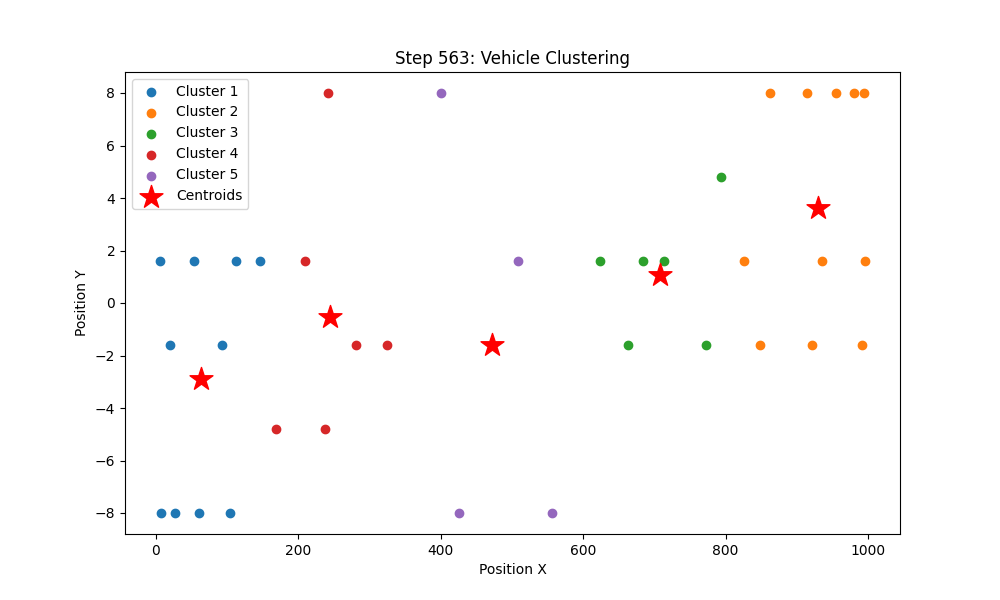 Step 563: Vehicle Clustering
Cluster 1
Cluster 2
Cluster 3
Cluster 4
Cluster 5
Centroids
Position Y
8
6
4
2
0
−2
−4
−6
−8
0 200 400 600 800 1000
Position X